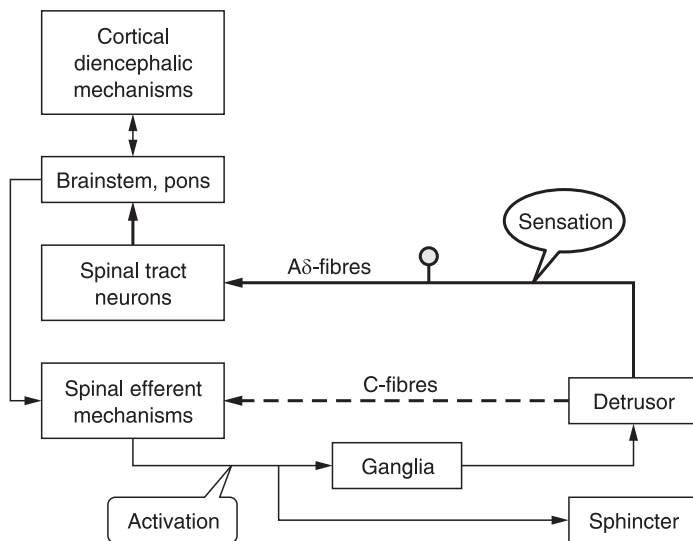 Cortical
diencephalic
mechanisms
Brainstem, pons
Sensation
Spinal tract
neurons
Aδ-fibres
Spinal efferent
mechanisms
C-fibres
Detrusor
Ganglia
Activation
Sphincter